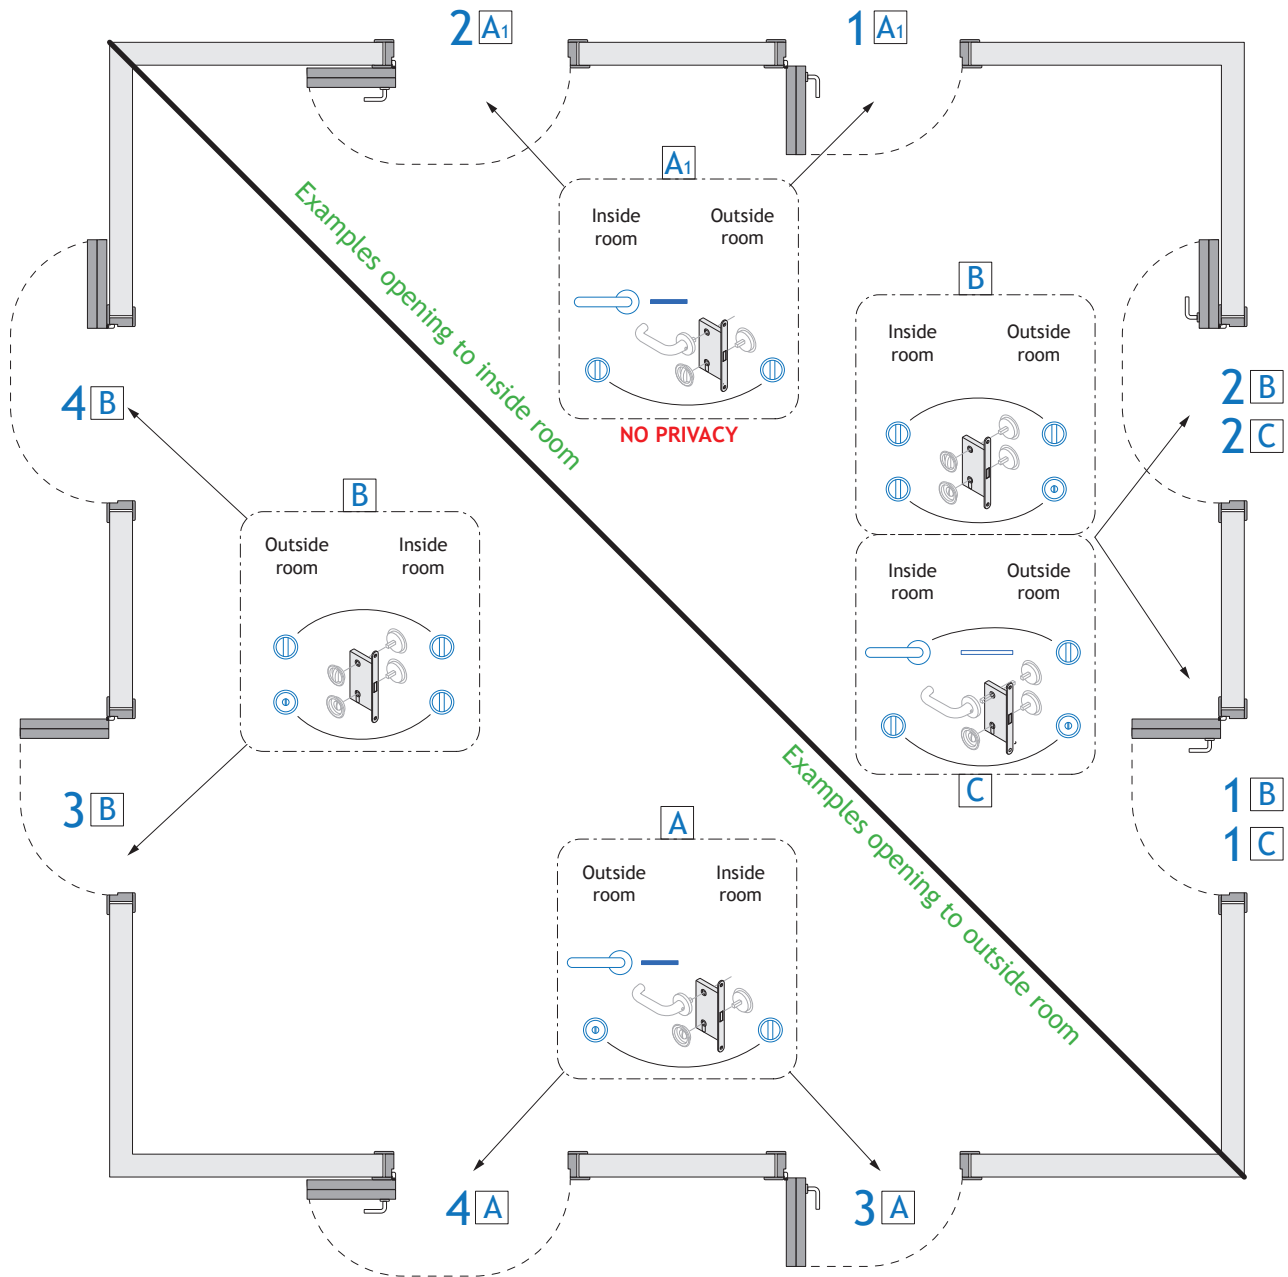 2 A1
1 A1
A1
Inside
room
Outside
room
NO PRIVACY
Examples opening to inside room
B
Inside
room
Outside
room
2 B
2 C
4 B
B
Outside
room
Inside
room
Inside
room
Outside
room
C
3 B
1 B
1 C
A
Outside
room
Inside
room
Examples opening to outside room
4 A
3 A